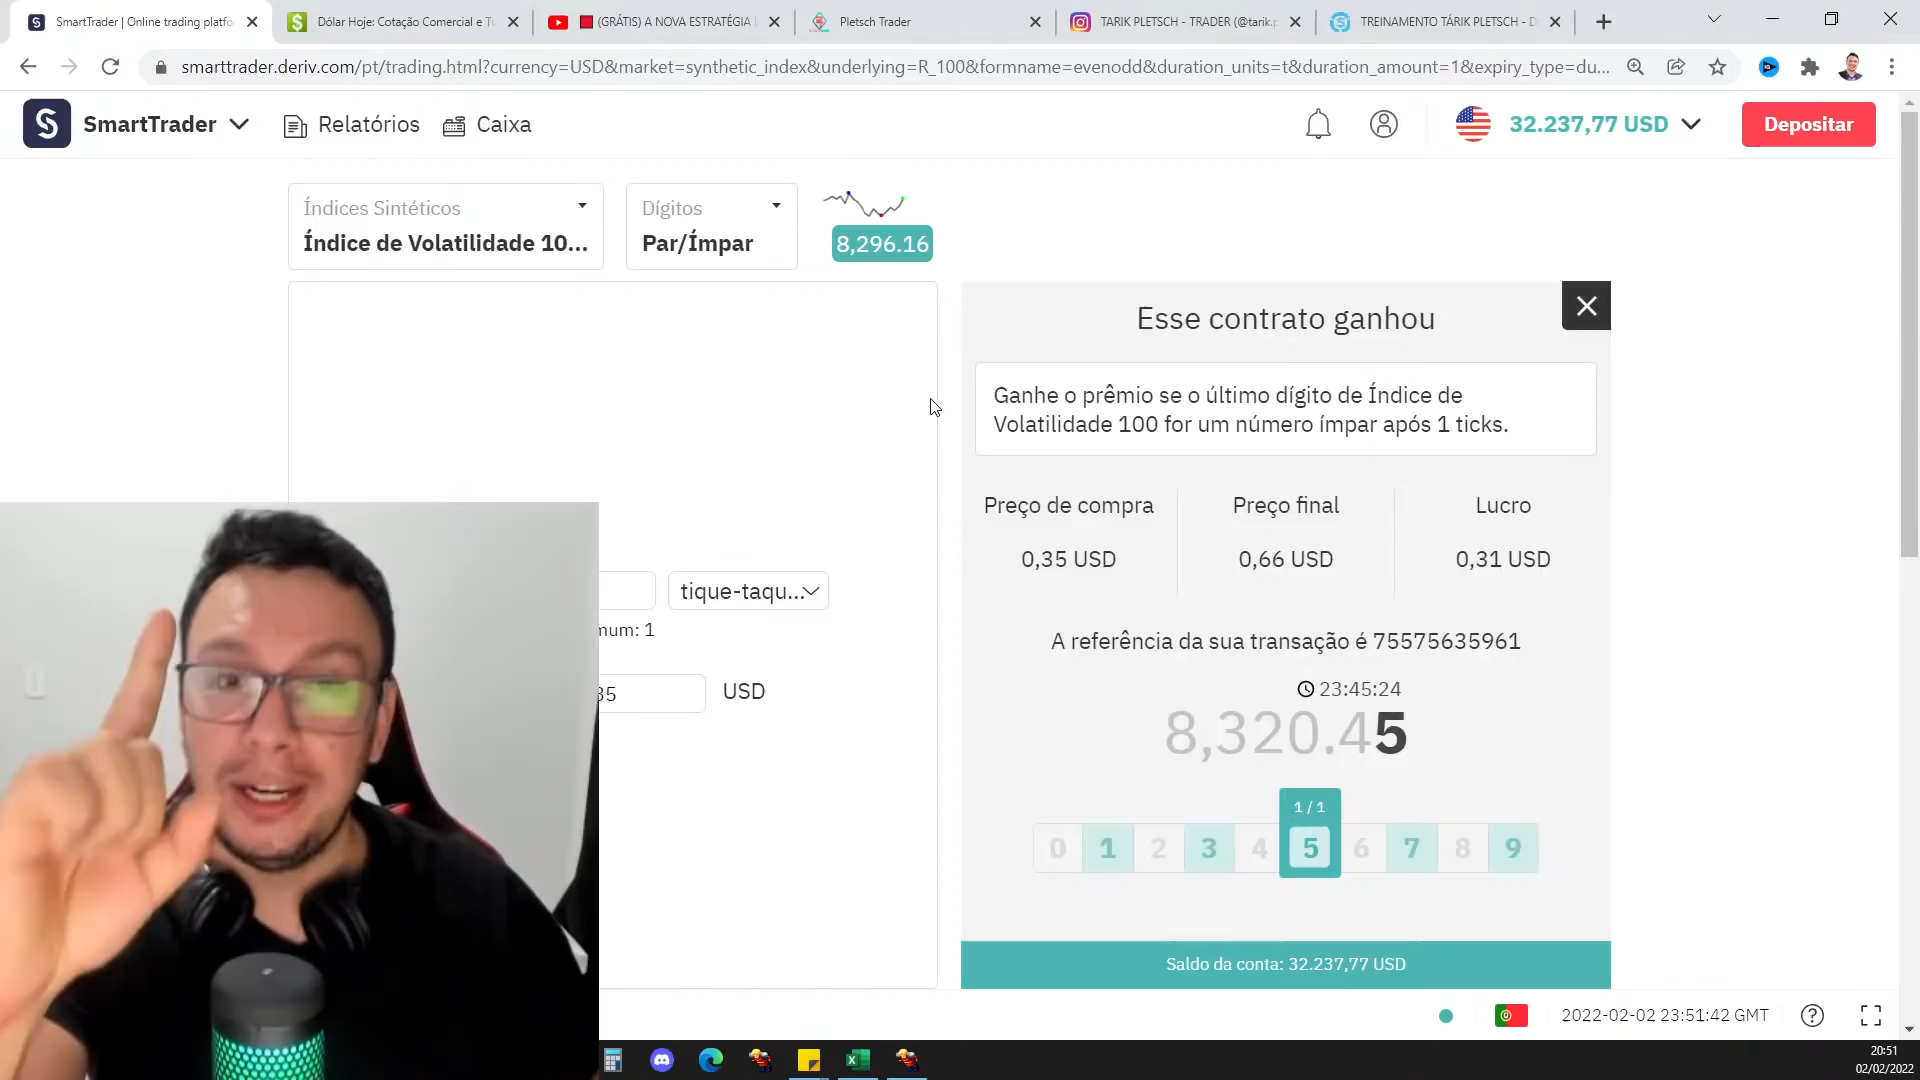 SmartTrader | Online trading platfo
Dólar Hoje: Cotação Comercial e Tu
(GRÁTIS) A NOVA ESTRATÉGIA
Pletsch Trader
TARIK PLETSCH - TRADER (@tarik.p
TREINAMENTO TÁRIK PLETSCH - D
smarttrader.deriv.com/pt/trading.html?currency=USD&market=synthetic_index&underlying=R_100&formname=evenodd&duration_units=t&duration_amount=1&expiry_type=du...
SmartTrader
Relatórios
Caixa
32.237,77 USD
Depositar
Índices Sintéticos
Índice de Volatilidade 10...
Dígitos
Par/Ímpar
8,296.16
Esse contrato ganhou
Ganhe o prêmio se o último dígito de Índice de
Volatilidade 100 for um número ímpar após 1 ticks.
Preço de compra
Preço final
Lucro
0,35 USD
0,66 USD
0,31 USD
tique-taqu...
mum: 1
A referência da sua transação é 75575635961
35
USD
23:45:24
8,320.45
1 / 1
0 1 2 3 4 5 6 7 8 9
Saldo da conta: 32.237,77 USD
2022-02-02 23:51:42 GMT
20:51
02/02/2022